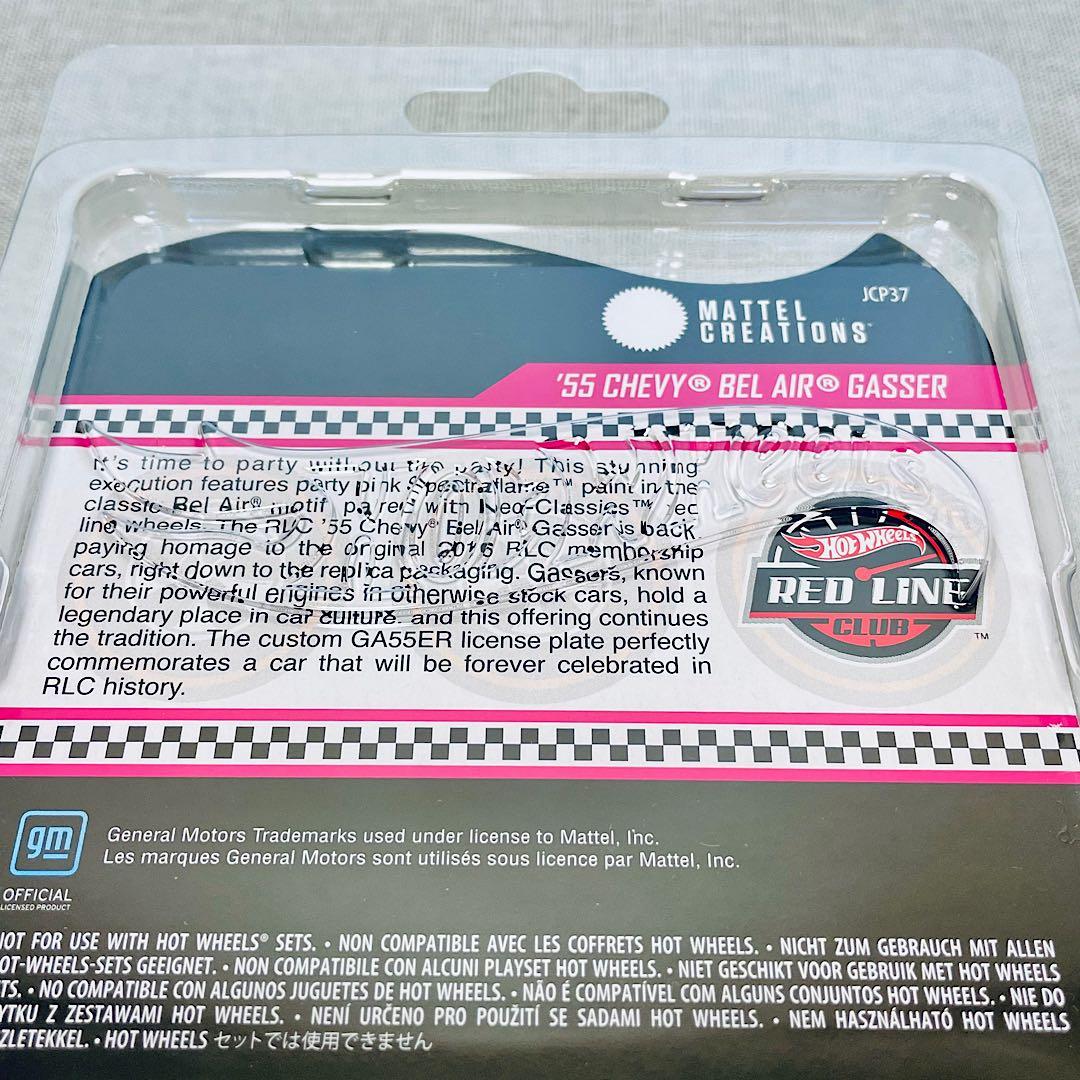 JCP37
MATTEL
CREATIONS™
'55 CHEVY® BEL AIR® GASSER
It's time to party without the party! This stunning
execution features party pink Spectraflame™ paint in the
classic Bel Air® motif paired with Neo-Classics™ red
line wheels. The RLC '55 Chevy® Bel Air® Gasser is back,
paying homage to the original 2016 RLC membership
cars, right down to the replica packaging. Gassers, known
for their powerful engines in otherwise stock cars, hold a
legendary place in car culture. and this offering continues
the tradition. The custom GA55ER license plate perfectly
commemorates a car that will be forever celebrated in
RLC history.
Hot Wheels
HOT WHEELS
RED LINE
CLUB™
gm
OFFICIAL
LICENSED PRODUCT
General Motors Trademarks used under license to Mattel, Inc.
Les marques General Motors sont utilisés sous licence par Mattel, Inc.
NOT FOR USE WITH HOT WHEELS® SETS. • NON COMPATIBLE AVEC LES COFFRETS HOT WHEELS. • NICHT ZUM GEBRAUCH MIT ALLEN
OT-WHEELS-SETS GEEIGNET. • NON COMPATIBILE CON ALCUNI PLAYSET HOT WHEELS. • NIET GESCHIKT VOOR GEBRUIK MET HOT WHEELS
TS. • NO COMPATIBLE CON ALGUNOS JUGUETES DE HOT WHEELS. • NÃO É COMPATÍVEL COM ALGUNS CONJUNTOS HOT WHEELS. • NIE DO
YTKU Z ZESTAWAMI HOT WHEELS. • NENÍ URČENO PRO POUŽITÍ SE SADAMI HOT WHEELS. • NEM HASZNÁLHATÓ HOT WHEELS
ZLETEKKEL. • HOT WHEELS セットでは使用できません